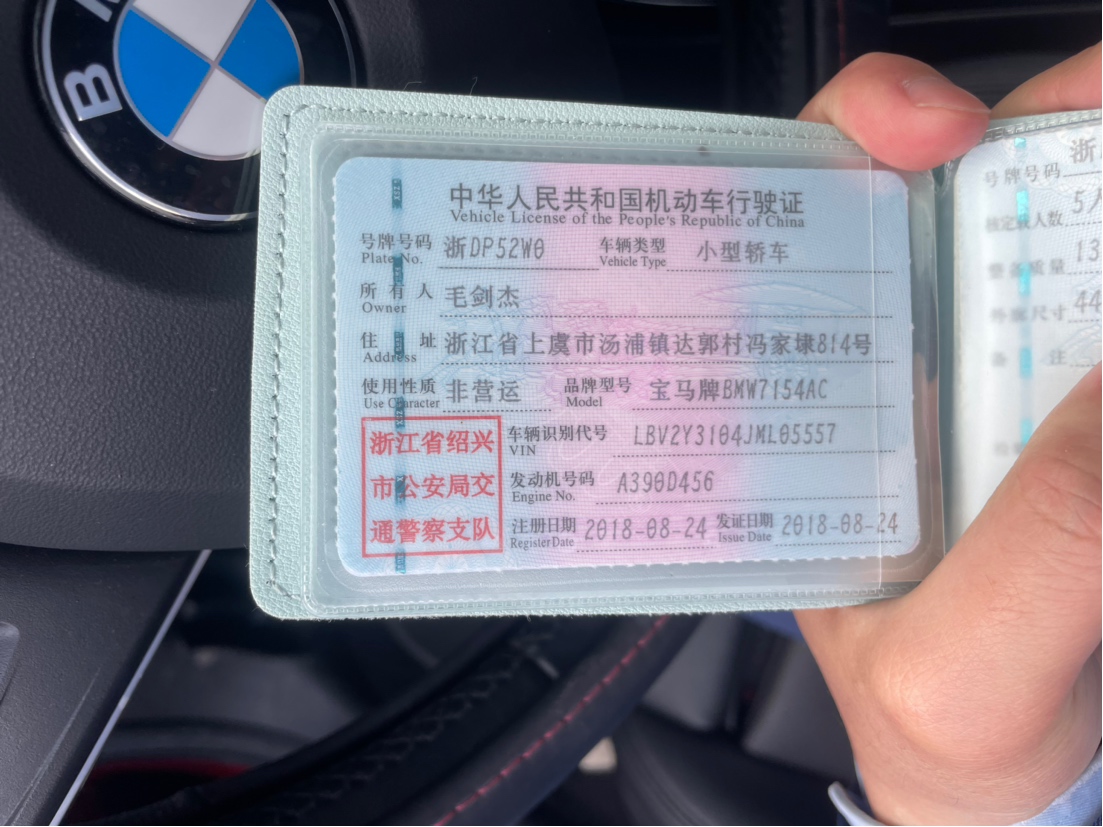 BM
中华人民共和国机动车行驶证
Vehicle License of the People's Republic of China
号牌号码 浙DP52W0 车辆类型 小型轿车
Plate No. Vehicle Type
所有人 毛剑杰
Owner
住址 浙江省上虞市汤浦镇达郭村冯家埭814号
Address
使用性质 非营运 品牌型号 宝马牌BMW7154AC
Use Character Model
浙江省绍兴
市公安局交
通警察支队
车辆识别代号 LBV2Y3104JML05557
VIN
发动机号码 A390D456
Engine No.
注册日期 2018-08-24 发证日期 2018-08-24
Register Date Issue Date
号牌号码 浙
核定载人数 5人
整备质量 13
外廓尺寸 44
备注